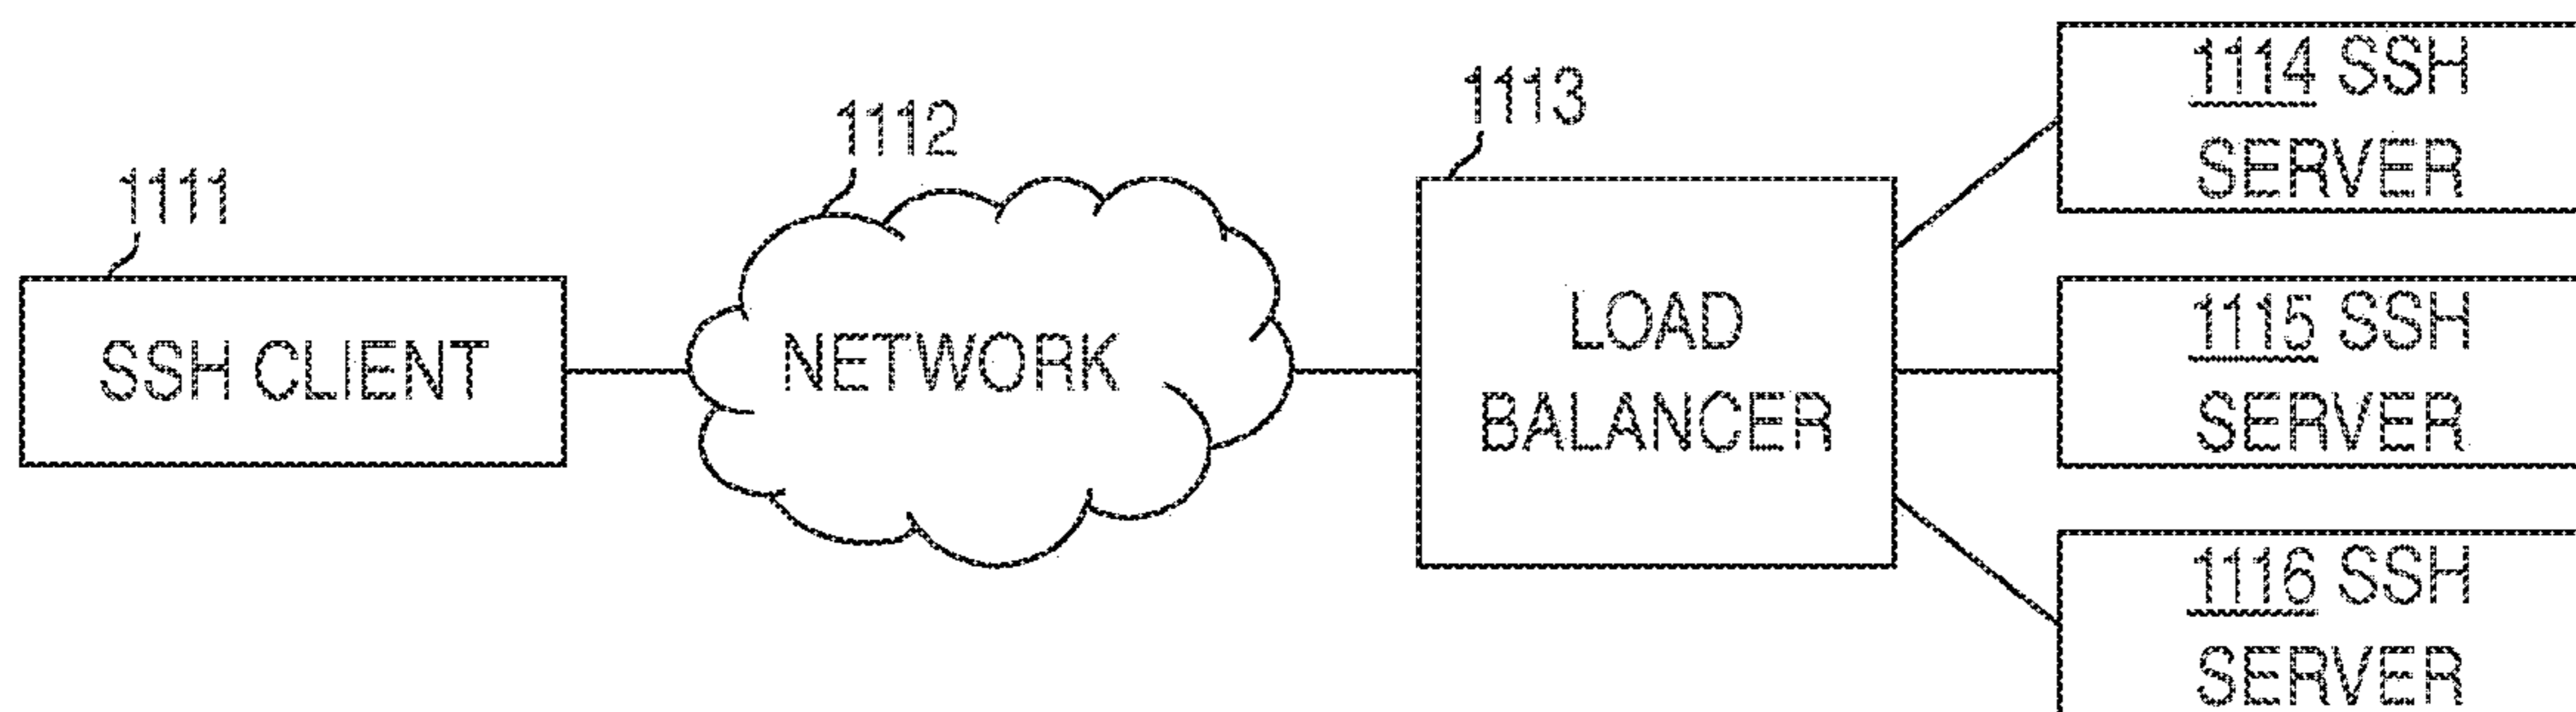 1111
SSH CLIENT
1112
NETWORK
1113
LOAD
BALANCER
1114 SSH
SERVER
1115 SSH
SERVER
1116 SSH
SERVER